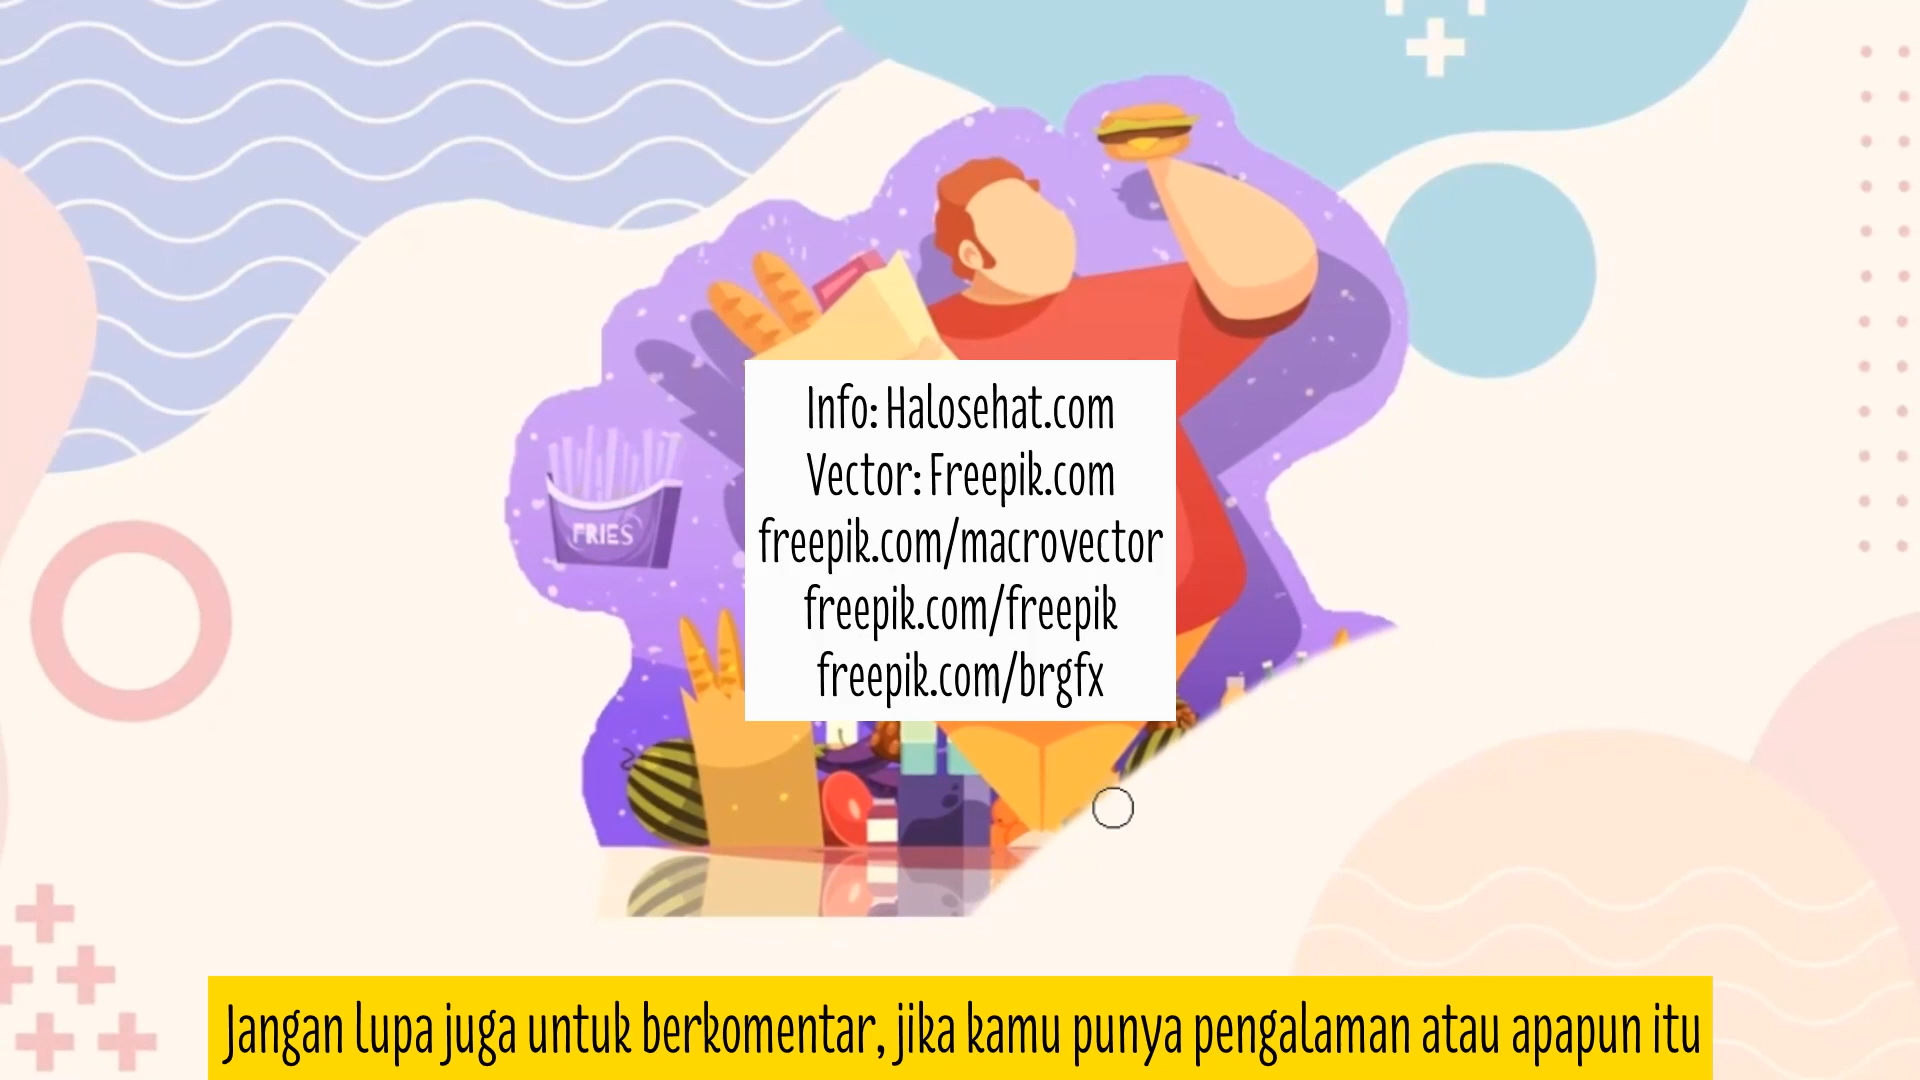 FRIES
Info: Halosehat.com
Vector: Freepik.com
freepik.com/macrovector
freepik.com/freepik
freepik.com/brgfx
Jangan lupa juga untuk berkomentar, jika kamu punya pengalaman atau apapun itu